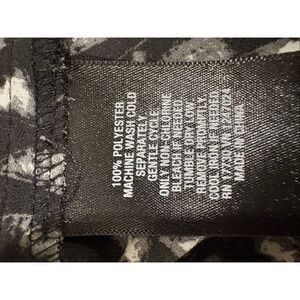 100% POLYESTER
MACHINE WASH COLD
SEPARATELY
GENTLE CYCLE
ONLY NON-CHLORINE
BLEACH IF NEEDED
TUMBLE DRY LOW
REMOVE PROMPTLY
COOL IRON IF NEEDED
MADE IN CHINA